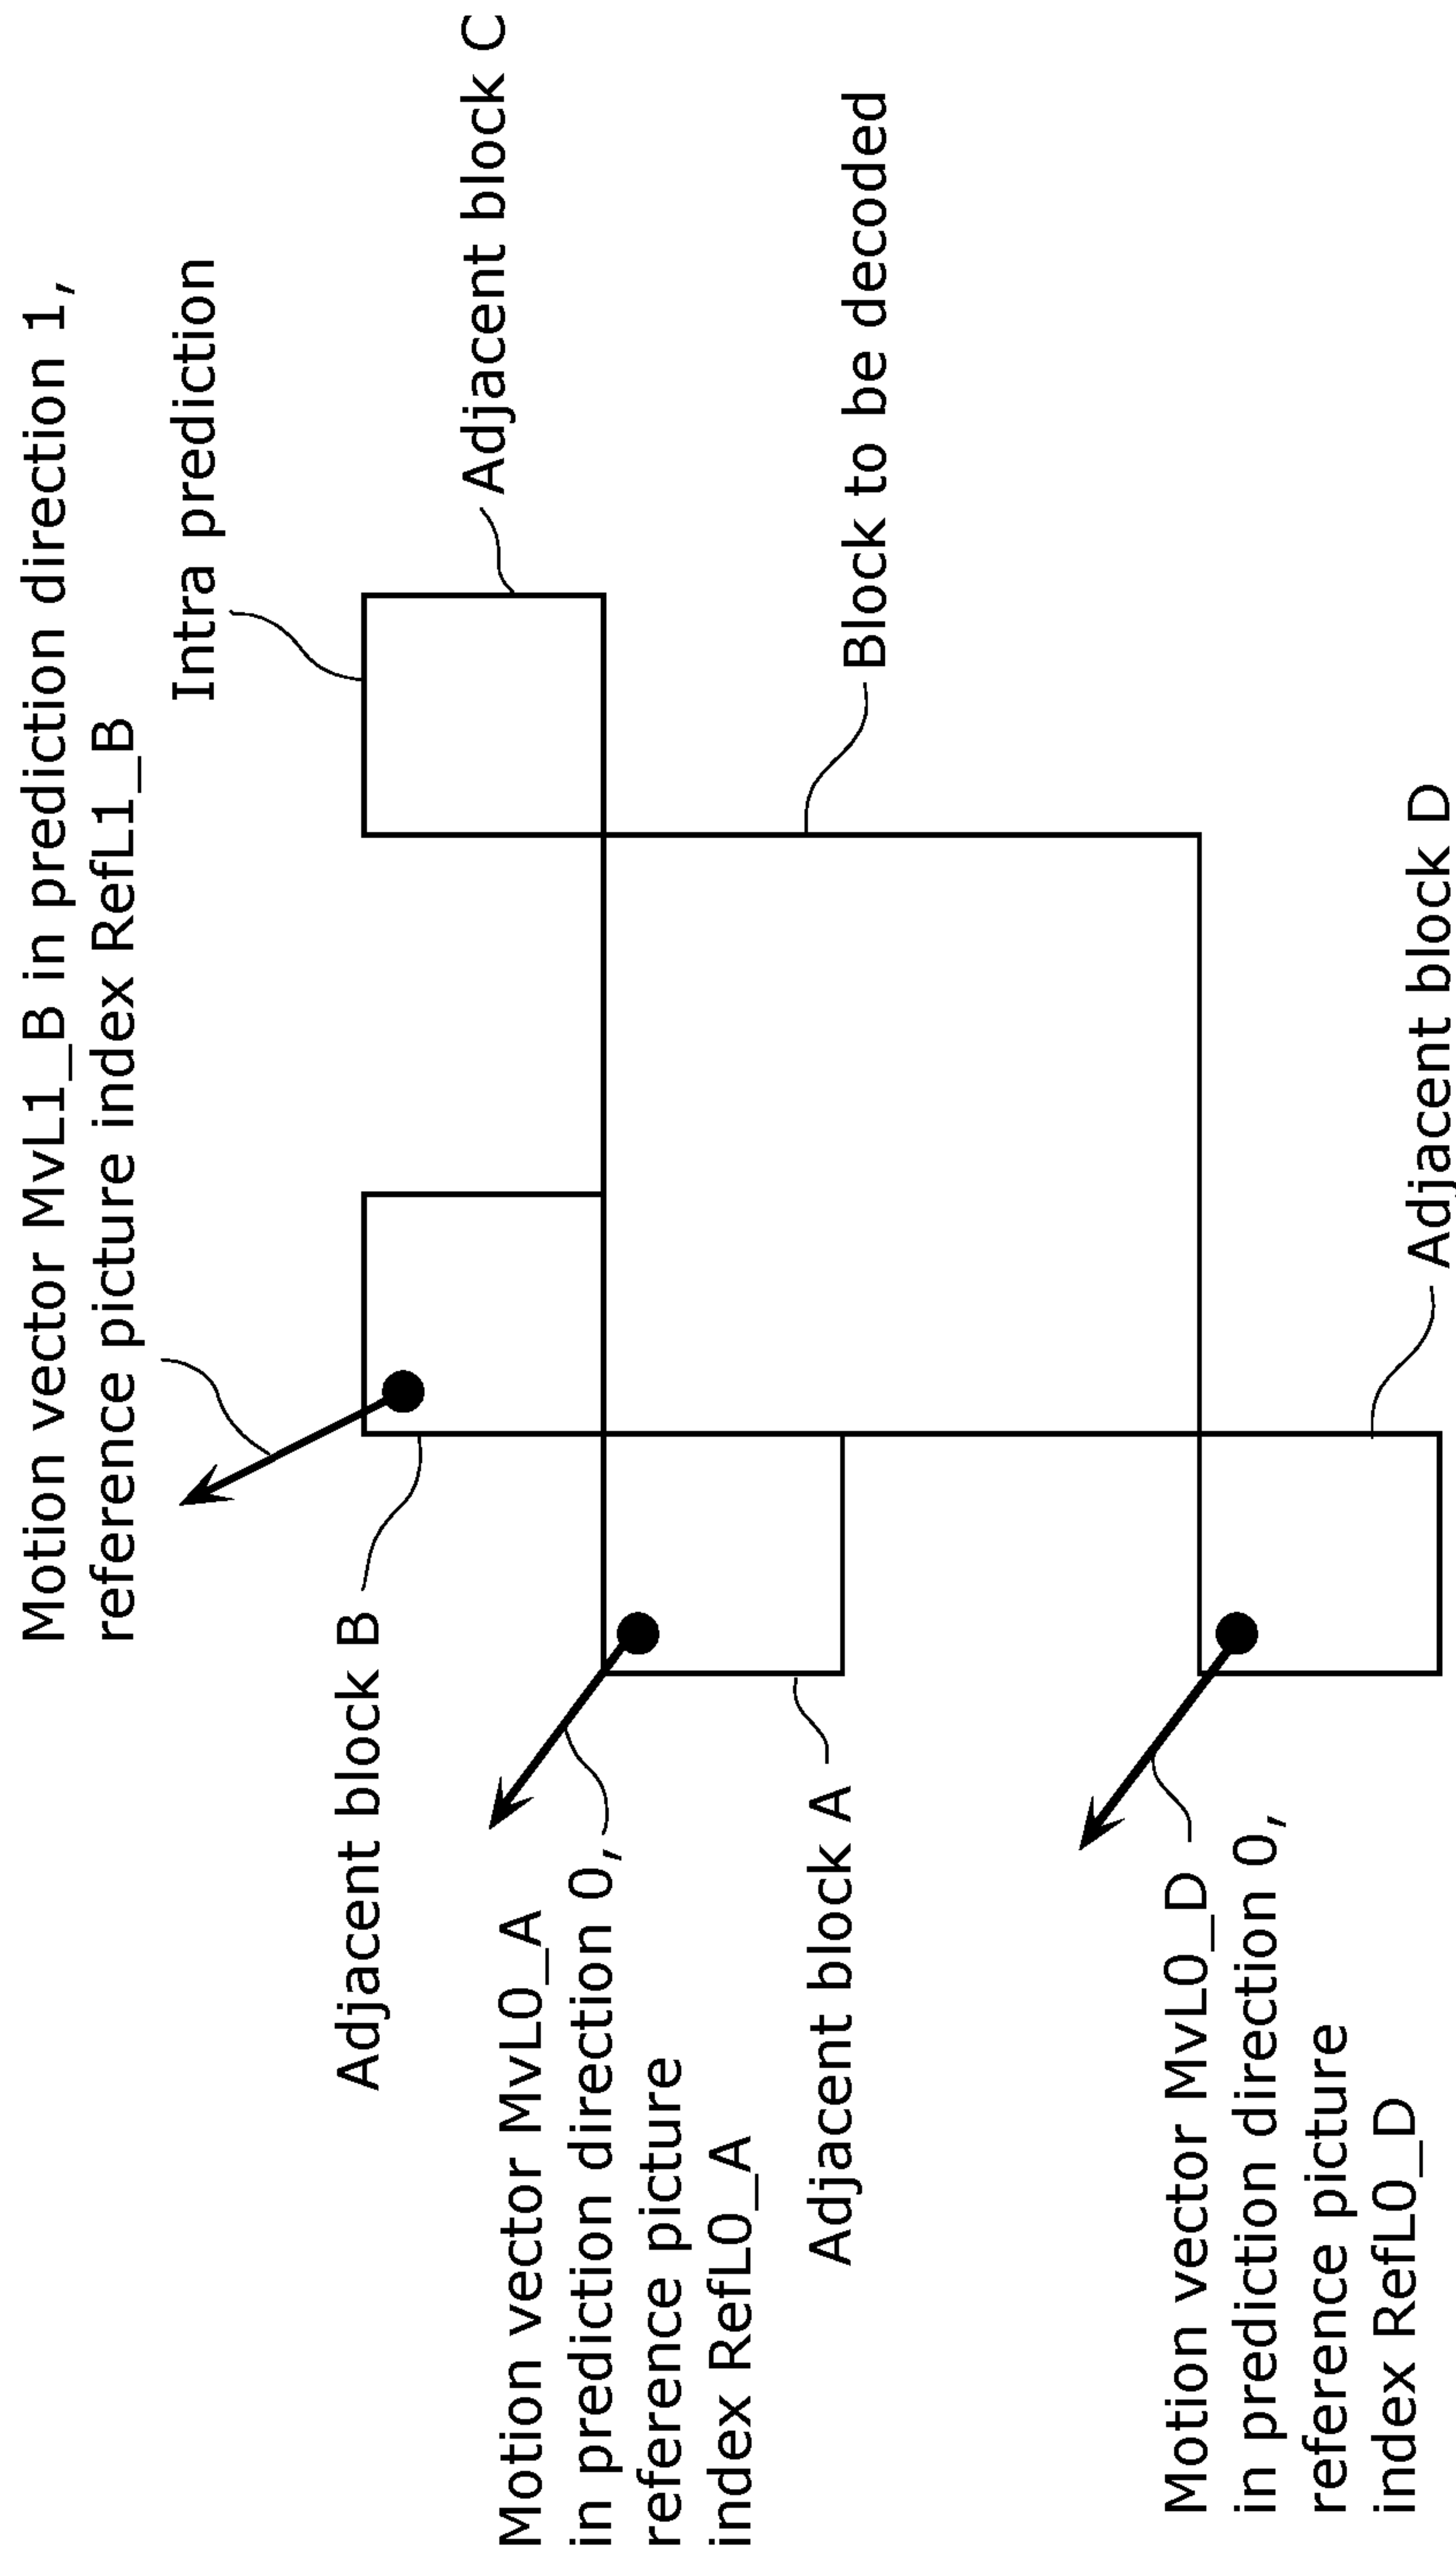 Motion vector MvL1_B in prediction direction 1,
reference picture index RefL1_B
Intra prediction
Adjacent block B
Adjacent block C
Motion vector MvL0_A
in prediction direction 0,
reference picture
index RefL0_A
Adjacent block A
Block to be decoded
Motion vector MvL0_D
in prediction direction 0,
reference picture
index RefL0_D
Adjacent block D